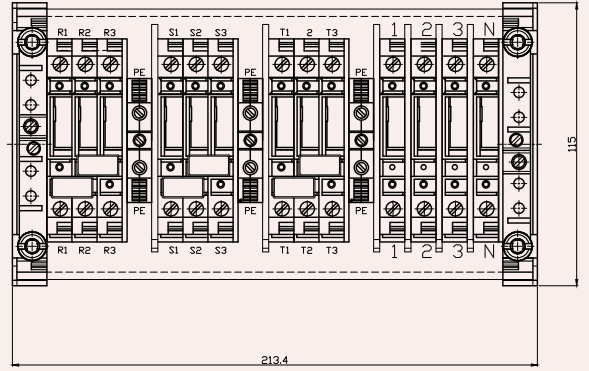 R1 R2 R3 S1 S2 S3 T1 2 T3 1 2 3 N
PE PE PE
115
PE PE PE
R1 R2 R3 S1 S2 S3 T1 T2 T3 1 2 3 N
213.4